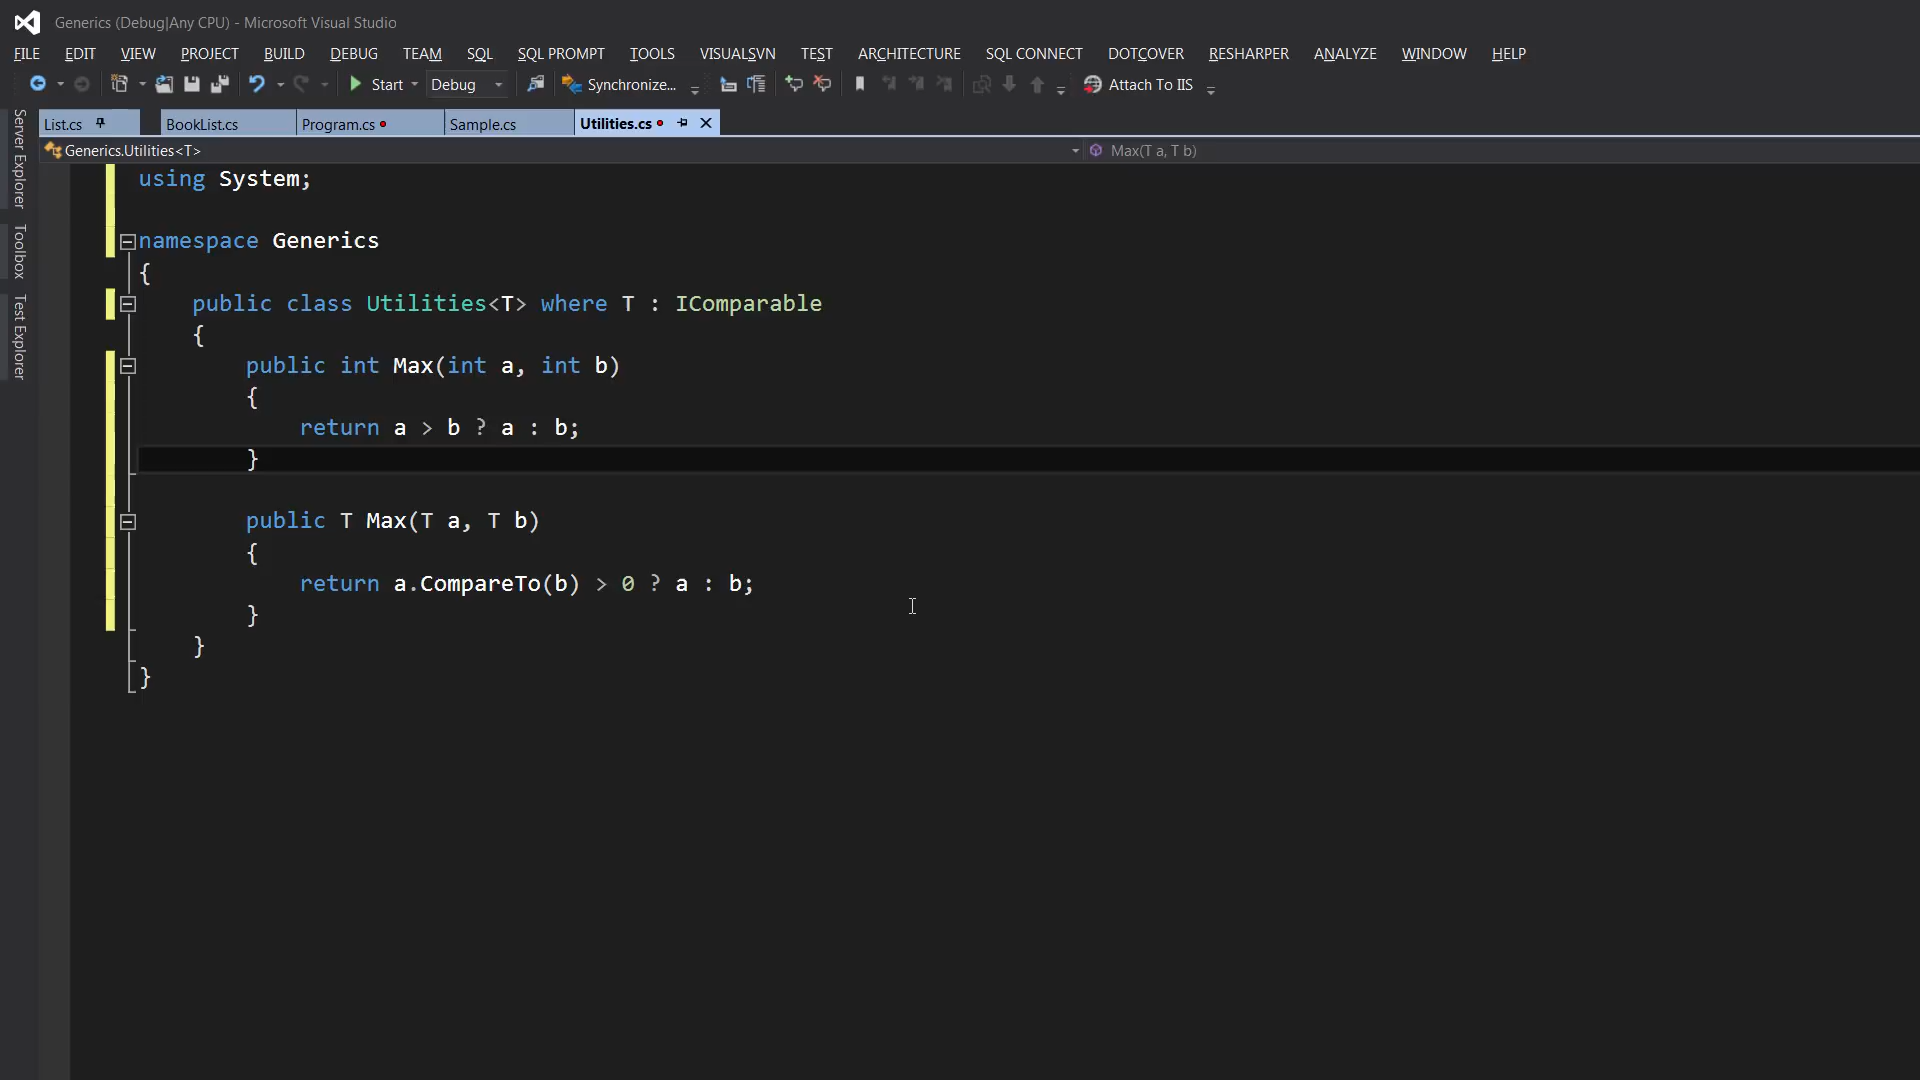 Generics (Debug|Any CPU) - Microsoft Visual Studio
FILE EDIT VIEW PROJECT BUILD DEBUG TEAM SQL SQL PROMPT TOOLS VISUALSVN TEST ARCHITECTURE SQL CONNECT DOTCOVER RESHARPER ANALYZE WINDOW HELP
Start Debug Synchronize... Attach To IIS
List.cs BookList.cs Program.cs Sample.cs Utilities.cs
Generics.Utilities<T> Max(T a, T b)
Server Explorer
Toolbox
Test Explorer
using System;
namespace Generics
{
public class Utilities<T> where T : IComparable
{
public int Max(int a, int b)
{
return a > b ? a : b;
}
public T Max(T a, T b)
{
return a.CompareTo(b) > 0 ? a : b;
}
}
}